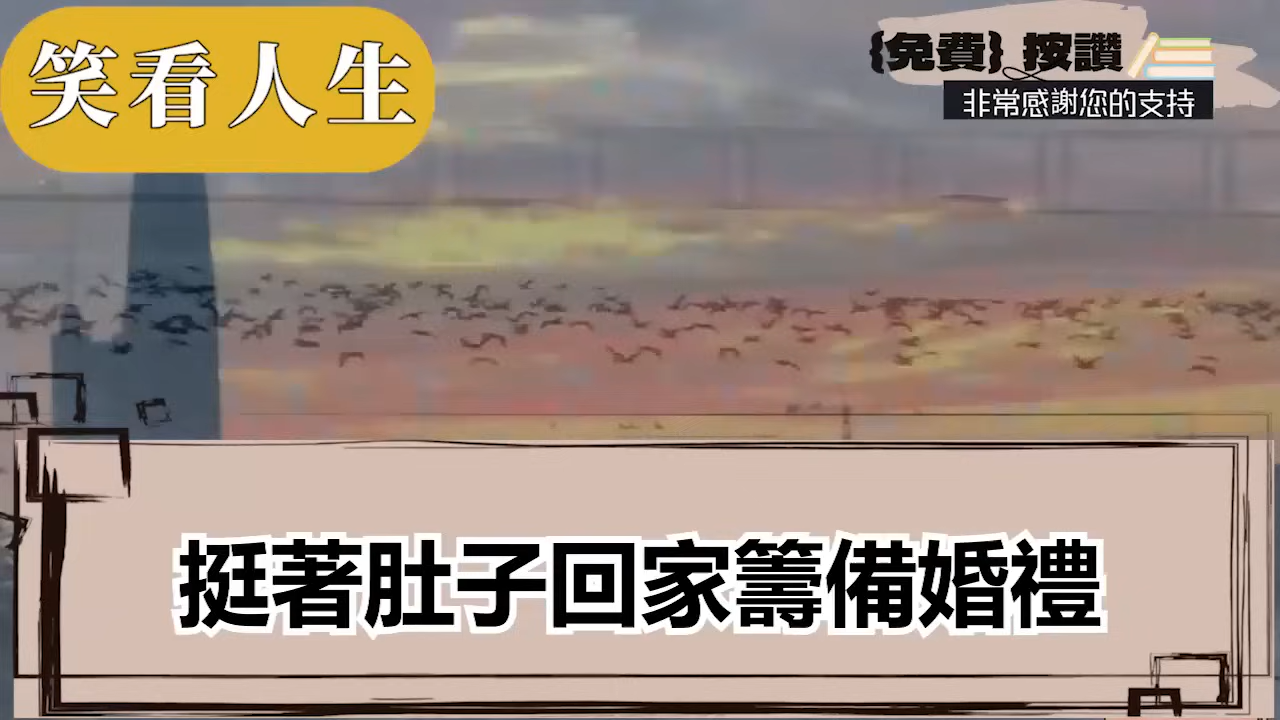 笑看人生
{免費} 按讚
非常感謝您的支持
挺著肚子回家籌備婚禮